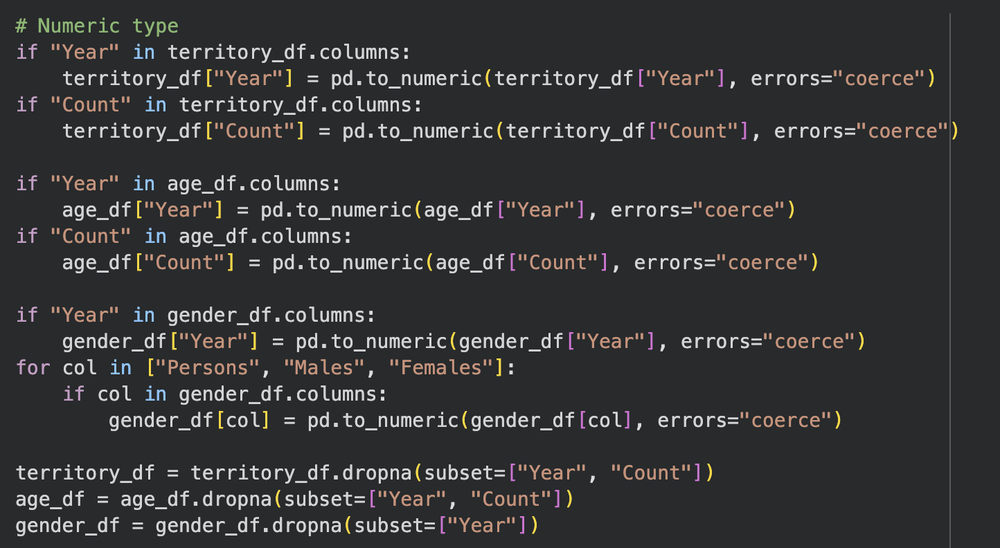 # Numeric type
if "Year" in territory_df.columns:
    territory_df["Year"] = pd.to_numeric(territory_df["Year"], errors="coerce")
if "Count" in territory_df.columns:
    territory_df["Count"] = pd.to_numeric(territory_df["Count"], errors="coerce")

if "Year" in age_df.columns:
    age_df["Year"] = pd.to_numeric(age_df["Year"], errors="coerce")
if "Count" in age_df.columns:
    age_df["Count"] = pd.to_numeric(age_df["Count"], errors="coerce")

if "Year" in gender_df.columns:
    gender_df["Year"] = pd.to_numeric(gender_df["Year"], errors="coerce")
for col in ["Persons", "Males", "Females"]:
    if col in gender_df.columns:
        gender_df[col] = pd.to_numeric(gender_df[col], errors="coerce")

territory_df = territory_df.dropna(subset=["Year", "Count"])
age_df = age_df.dropna(subset=["Year", "Count"])
gender_df = gender_df.dropna(subset=["Year"])